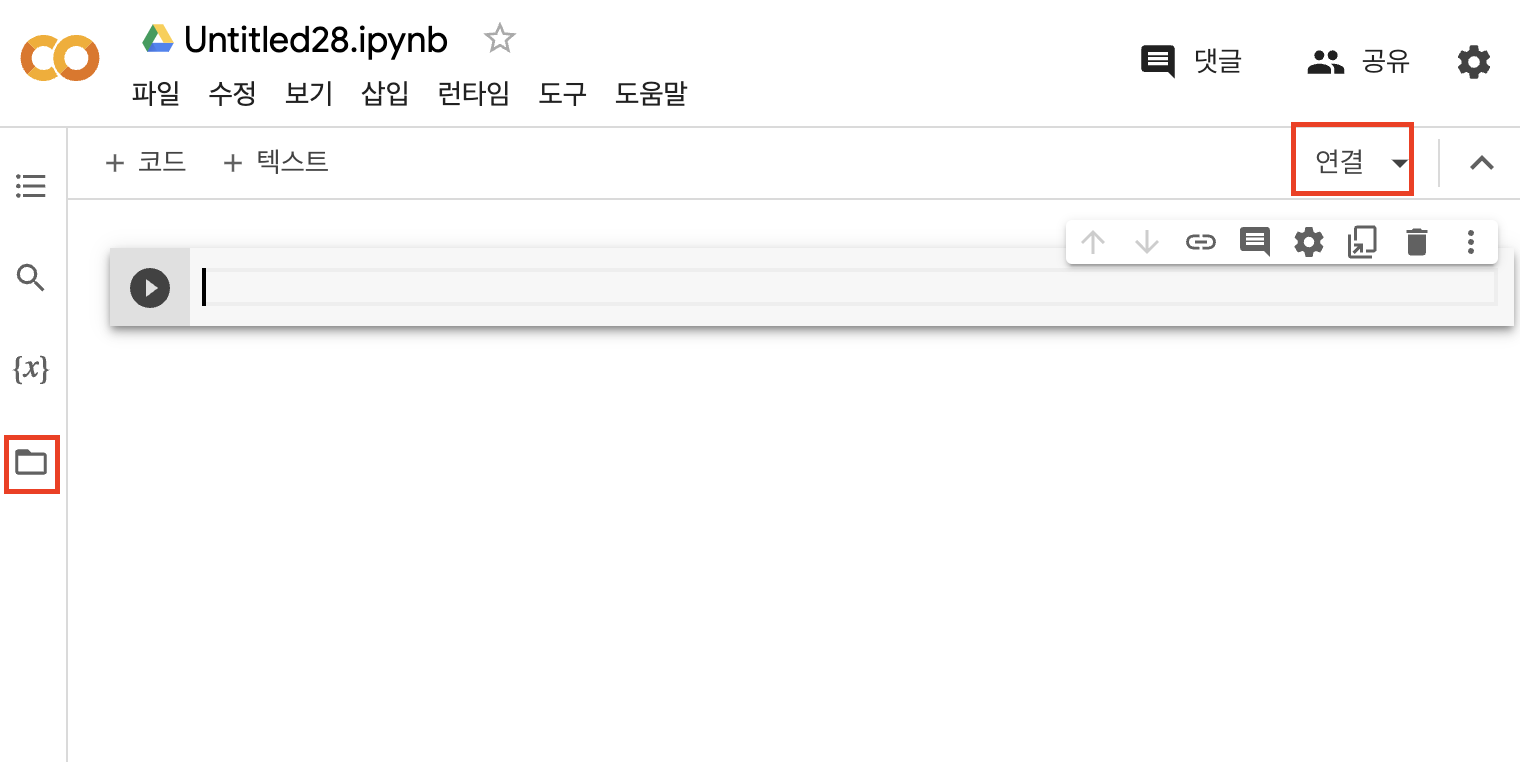 Untitled28.ipynb
파일 수정 보기 삽입 런타임 도구 도움말
댓글 공유
+ 코드 + 텍스트
연결
{x}